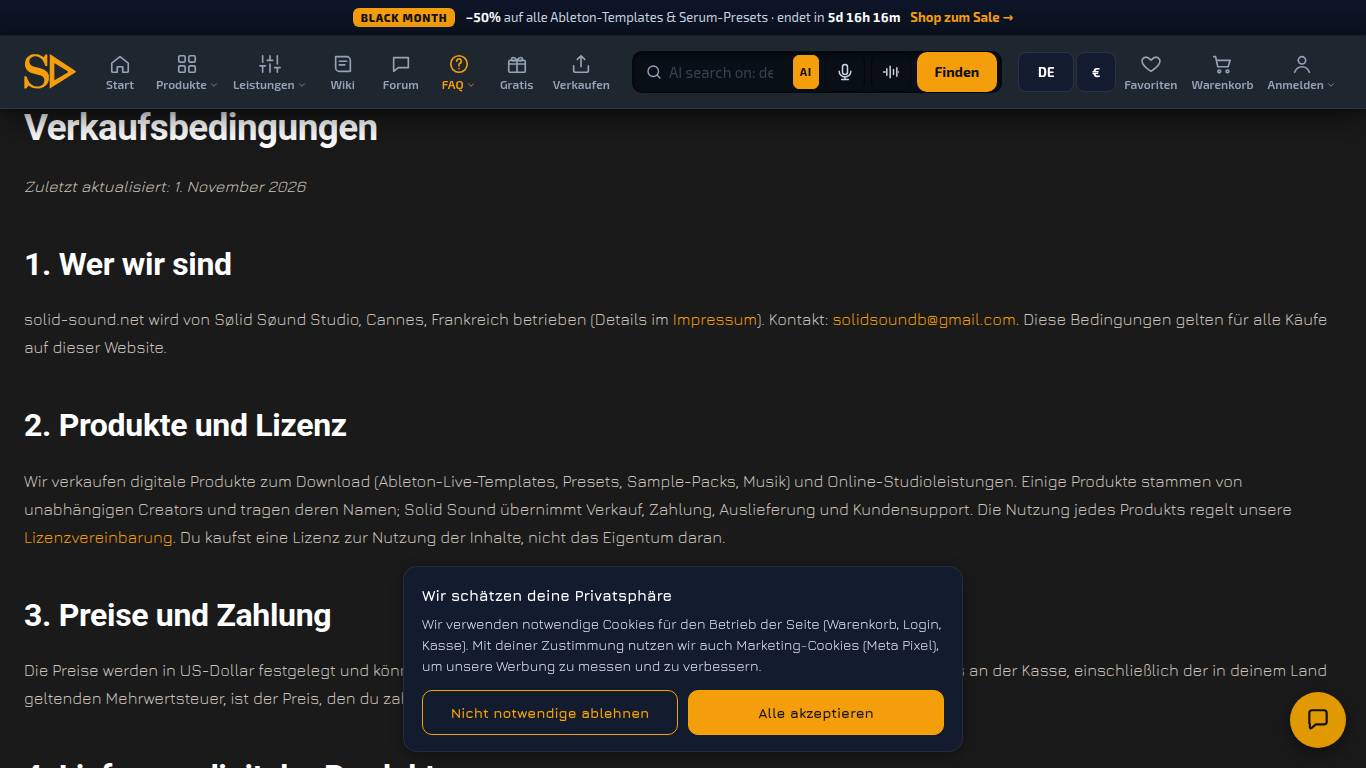 BLACK MONTH −50% auf alle Ableton-Templates & Serum-Presets · endet in 5d 16h 16m Shop zum Sale →
Start Produkte Leistungen Wiki Forum FAQ Gratis Verkaufen
AI search on: de AI Finden DE € Favoriten Warenkorb Anmelden
Verkaufsbedingungen
Zuletzt aktualisiert: 1. November 2026
1. Wer wir sind
solid-sound.net wird von Sølid Søund Studio, Cannes, Frankreich betrieben (Details im Impressum). Kontakt: solidsoundb@gmail.com. Diese Bedingungen gelten für alle Käufe
auf dieser Website.
2. Produkte und Lizenz
Wir verkaufen digitale Produkte zum Download (Ableton-Live-Templates, Presets, Sample-Packs, Musik) und Online-Studioleistungen. Einige Produkte stammen von
unabhängigen Creators und tragen deren Namen; Solid Sound übernimmt Verkauf, Zahlung, Auslieferung und Kundensupport. Die Nutzung jedes Produkts regelt unsere
Lizenzvereinbarung. Du kaufst eine Lizenz zur Nutzung der Inhalte, nicht das Eigentum daran.
3. Preise und Zahlung
Die Preise werden in US-Dollar festgelegt und an der Kasse, einschließlich der in deinem Land
geltenden Mehrwertsteuer, ist der Preis, den du
Wir schätzen deine Privatsphäre
Wir verwenden notwendige Cookies für den Betrieb der Seite (Warenkorb, Login,
Kasse). Mit deiner Zustimmung nutzen wir auch Marketing-Cookies (Meta Pixel),
um unsere Werbung zu messen und zu verbessern.
Nicht notwendige ablehnen Alle akzeptieren